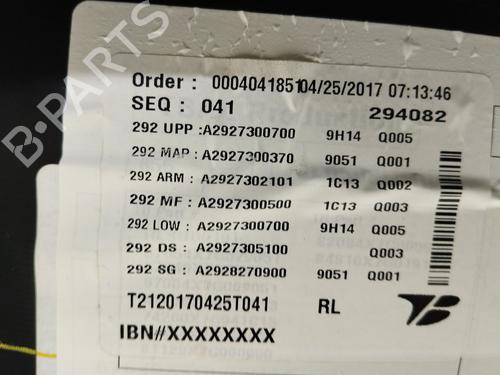 Order : 000404185104/25/2017 07:13:46
SEQ : 041 294082
292 UPP : A2927300700 9H14 Q005
292 MAP : A2927300370 9051 Q001
292 ARM : A2927302101 1C13 Q002
292 MF : A2927300500 1C13 Q003
292 LOW : A2927300700 9H14 Q005
292 DS : A2927305100 Q003
292 SG : A2928270900 9051 Q001
T2120170425T041 RL
IBN//XXXXXXXX